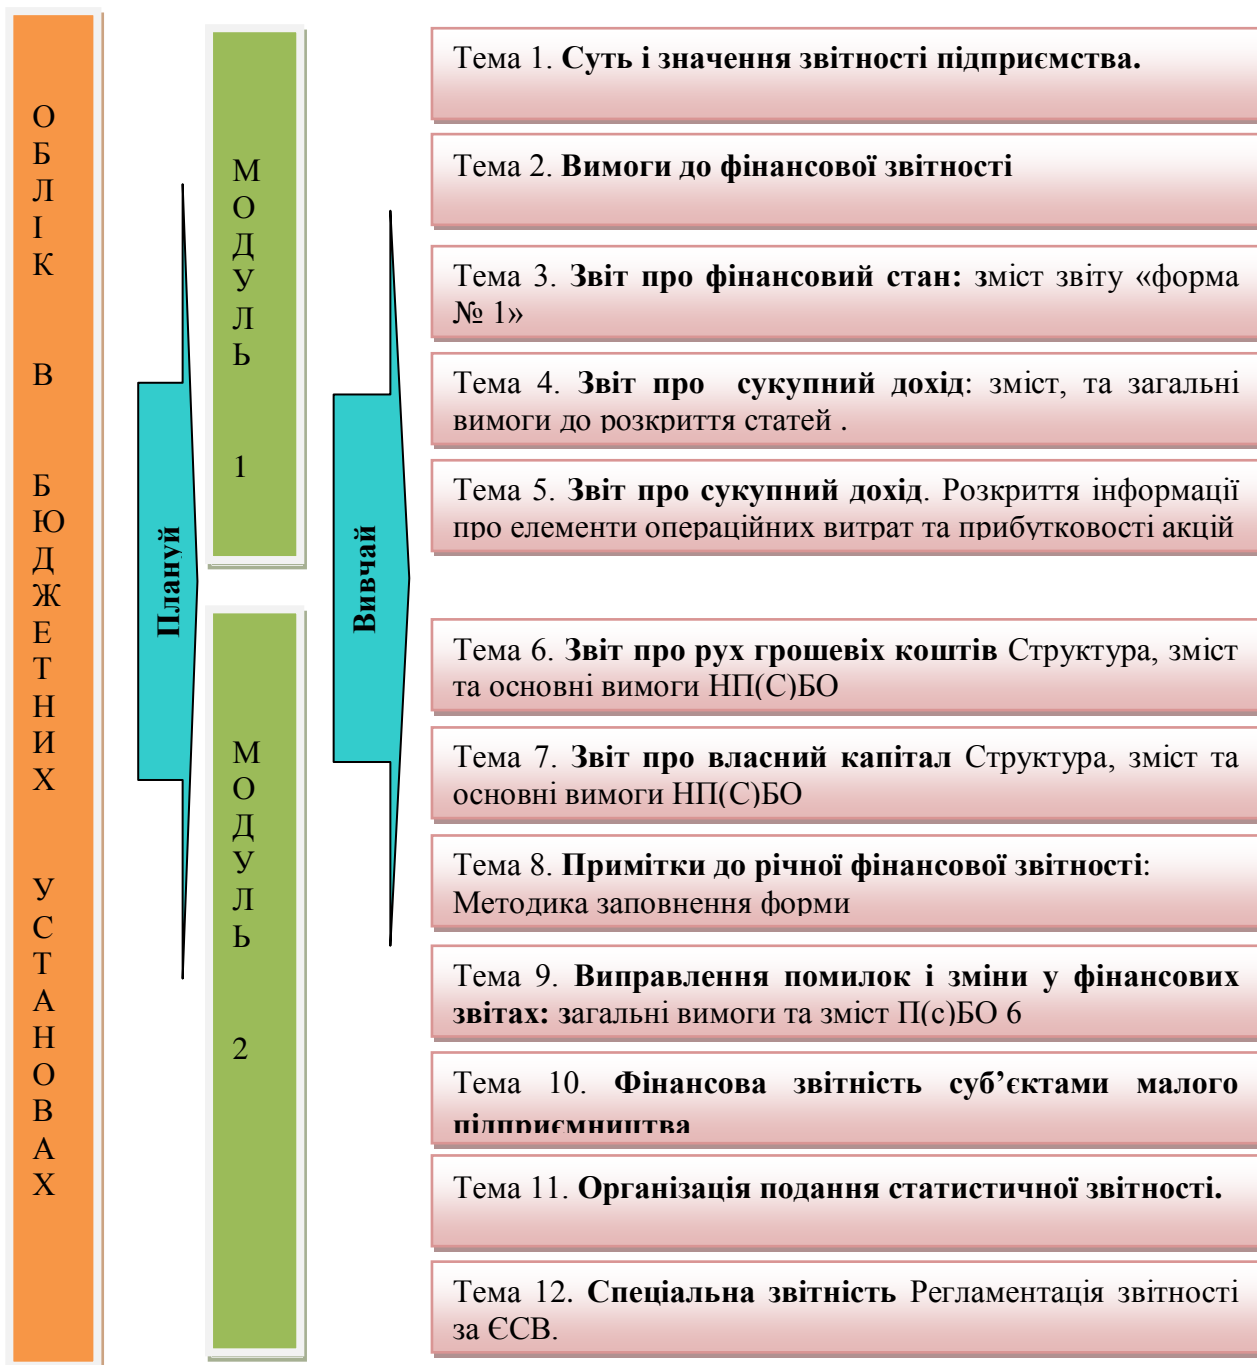 ОБЛІК В БЮДЖЕТНИХ УСТАНОВАХ
Плануй
МОДУЛЬ 1
МОДУЛЬ 2
Вивчай
Тема 1. Суть і значення звітності підприємства.
Тема 2. Вимоги до фінансової звітності
Тема 3. Звіт про фінансовий стан: зміст звіту «форма
№ 1»
Тема 4. Звіт про сукупний дохід: зміст, та загальні
вимоги до розкриття статей .
Тема 5. Звіт про сукупний дохід. Розкриття інформації
про елементи операційних витрат та прибутковості акцій
Тема 6. Звіт про рух грошевіх коштів Структура, зміст
та основні вимоги НП(С)БО
Тема 7. Звіт про власний капітал Структура, зміст та
основні вимоги НП(С)БО
Тема 8. Примітки до річної фінансової звітності:
Методика заповнення форми
Тема 9. Виправлення помилок і зміни у фінансових
звітах: загальні вимоги та зміст П(с)БО 6
Тема 10. Фінансова звітність суб’єктами малого
підприємництва
Тема 11. Організація подання статистичної звітності.
Тема 12. Спеціальна звітність Регламентація звітності
за ЄСВ.